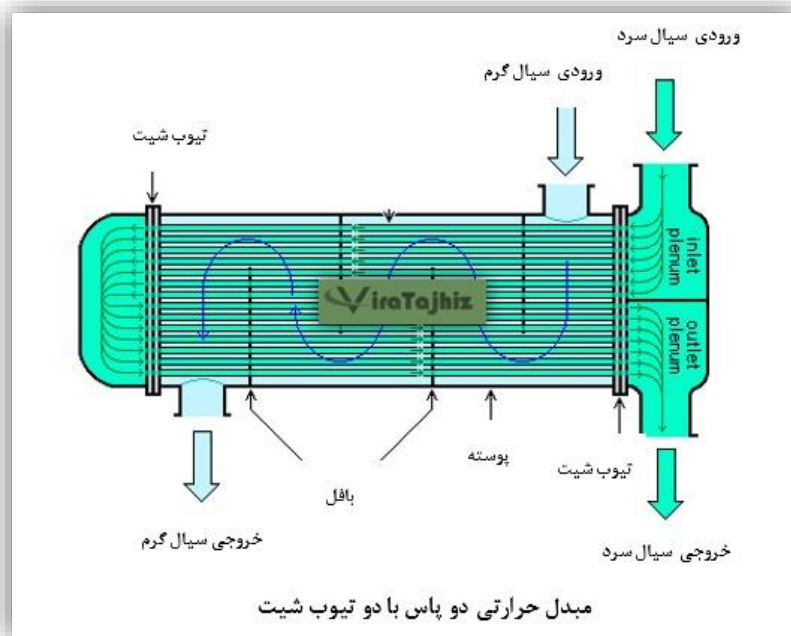 ورودی سیال سرد
ورودی سیال گرم
تیوب شیت
inlet
plenum
ViraTajhiz
outlet
plenum
پوسته
تیوب شیت
بافل
خروجی سیال گرم
خروجی سیال سرد
مبدل حرارتی دو پاس با دو تیوب شیت